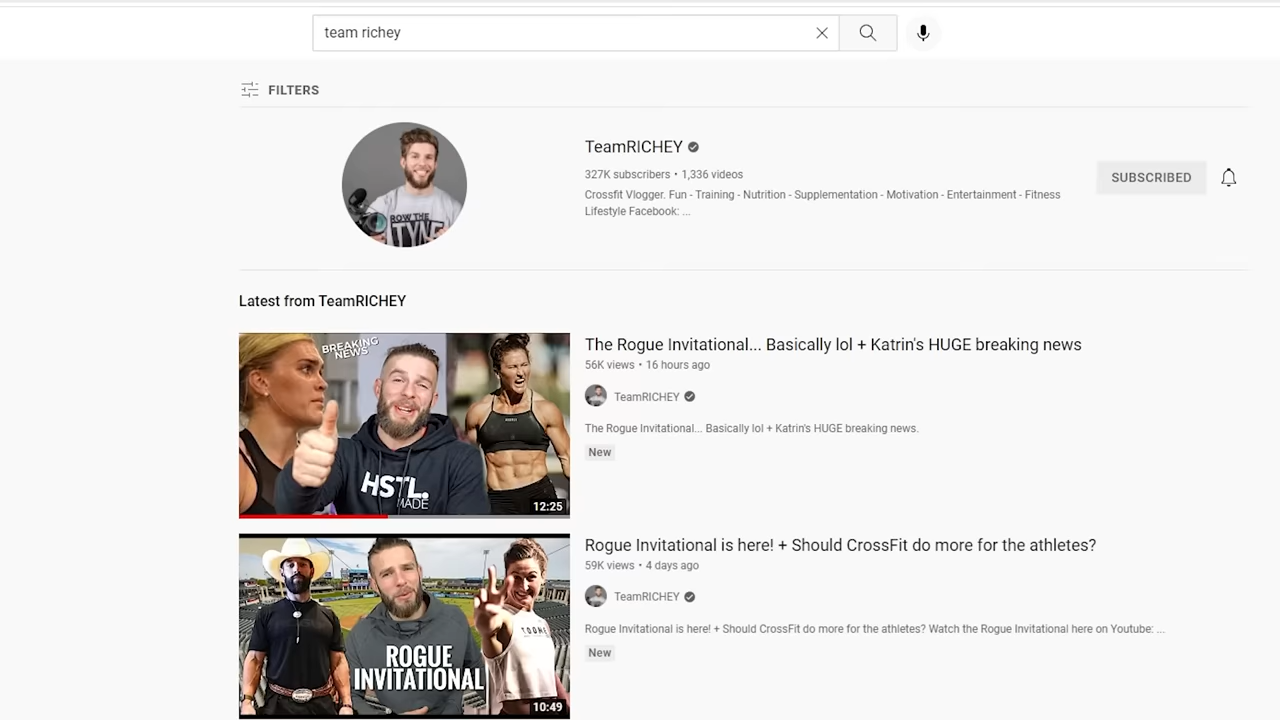 team richey
FILTERS
TeamRICHEY
327K subscribers • 1,336 videos
SUBSCRIBED
Crossfit Vlogger. Fun - Training - Nutrition - Supplementation - Motivation - Entertainment - Fitness
Lifestyle Facebook: ...
ROW THE
TYNE
Latest from TeamRICHEY
BREAKING
NEWS
HSTL.
MADE
12:25
The Rogue Invitational... Basically lol + Katrin's HUGE breaking news
56K views • 16 hours ago
TeamRICHEY
The Rogue Invitational... Basically lol + Katrin's HUGE breaking news.
New
ROGUE
INVITATIONAL
10:49
Rogue Invitational is here! + Should CrossFit do more for the athletes?
59K views • 4 days ago
TeamRICHEY
Rogue Invitational is here! + Should CrossFit do more for the athletes? Watch the Rogue Invitational here on Youtube: ...
New